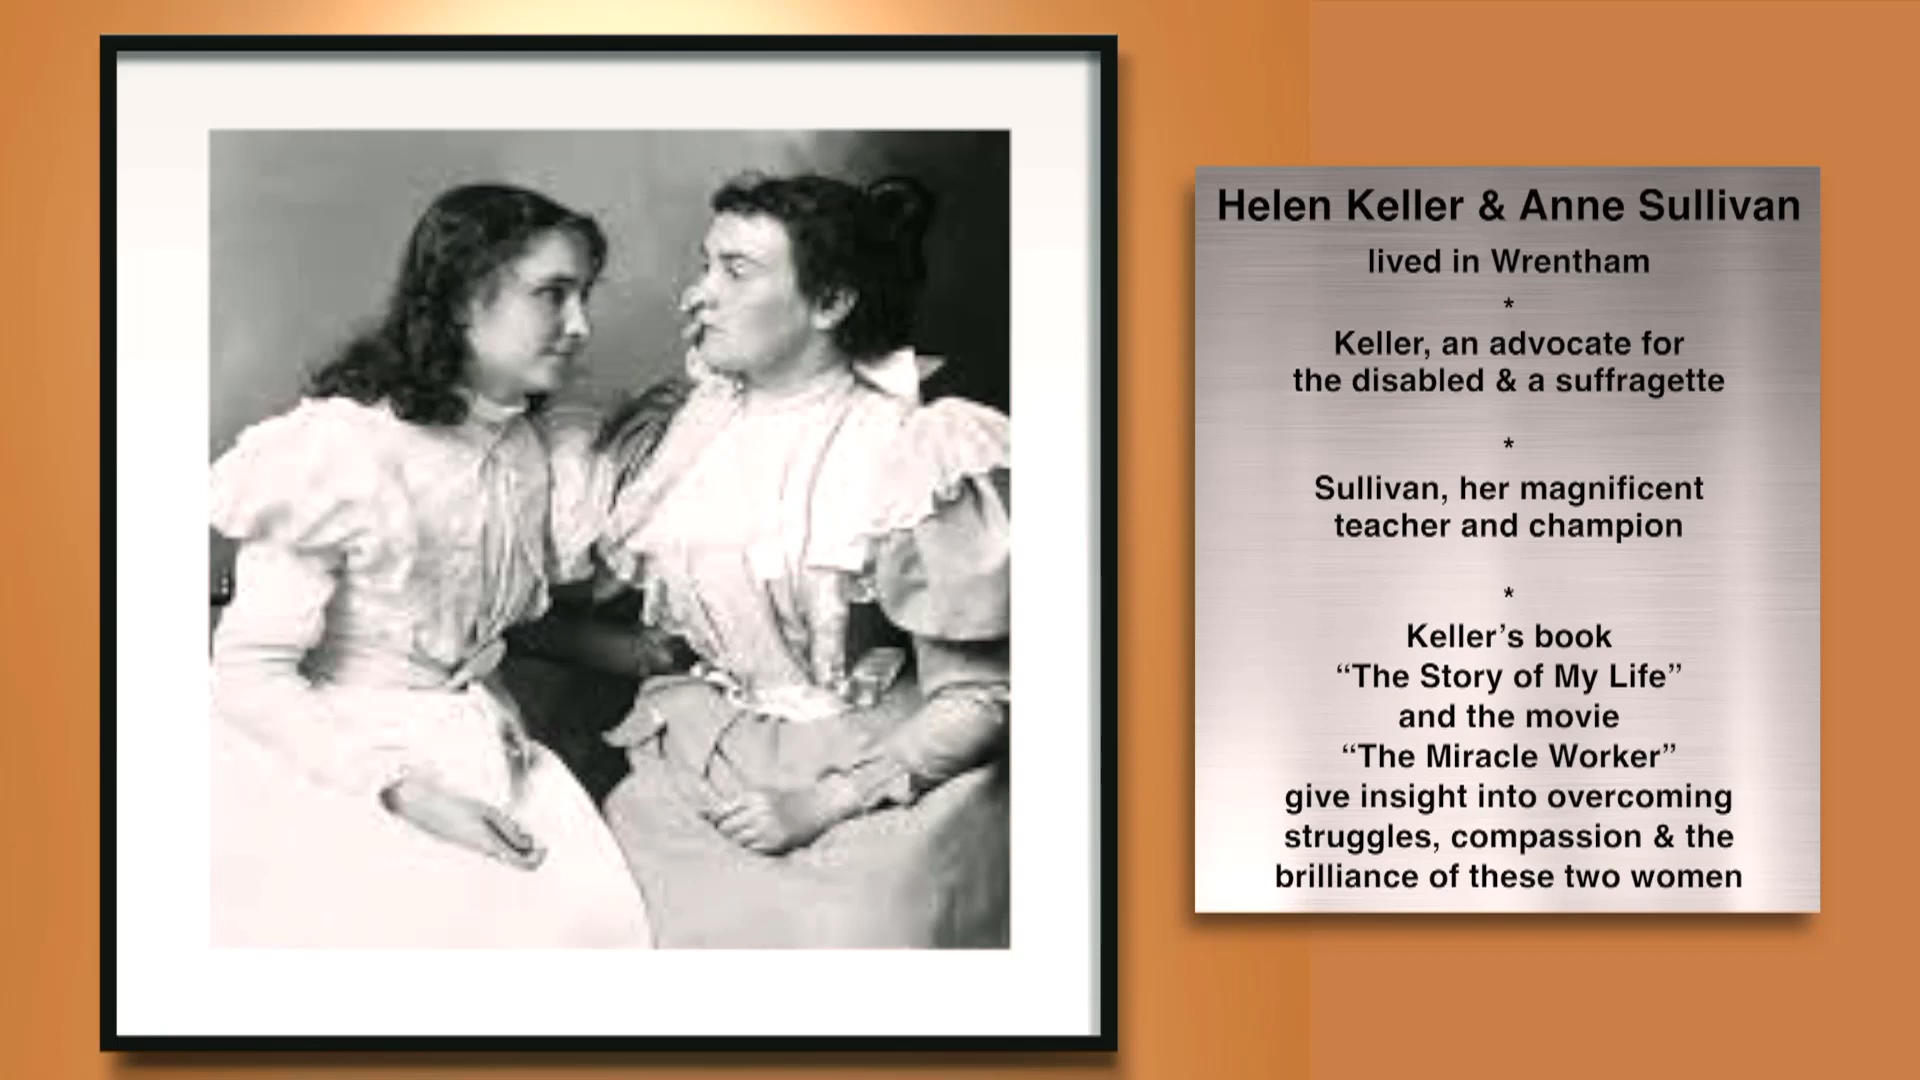 Helen Keller & Anne Sullivan
lived in Wrentham
*
Keller, an advocate for
the disabled & a suffragette
*
Sullivan, her magnificent
teacher and champion
*
Keller’s book
“The Story of My Life”
and the movie
“The Miracle Worker”
give insight into overcoming
struggles, compassion & the
brilliance of these two women